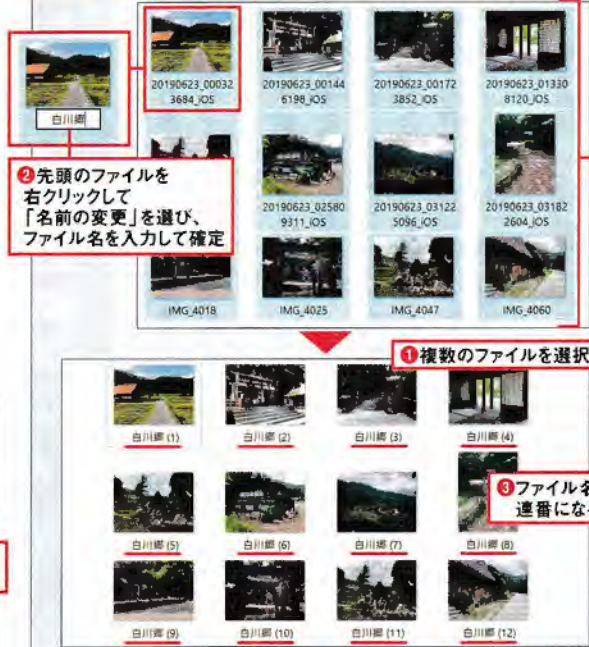 20190623_00032
3684_iOS
20190623_00144
6198_iOS
20190623_00172
3852_iOS
20190623_01330
8120_iOS
白川郷
❷先頭のファイルを
右クリックして
「名前の変更」を選び、
ファイル名を入力して確定
20190623_02580
9311_iOS
20190623_03122
5096_iOS
20190623_03182
2604_iOS
IMG_4018
IMG_4025
IMG_4047
IMG_4060
❶複数のファイルを選択
白川郷 (1)
白川郷 (2)
白川郷 (3)
白川郷 (4)
❸ファイル名
連番にな
白川郷 (5)
白川郷 (6)
白川郷 (7)
白川郷 (8)
白川郷 (9)
白川郷 (10)
白川郷 (11)
白川郷 (12)